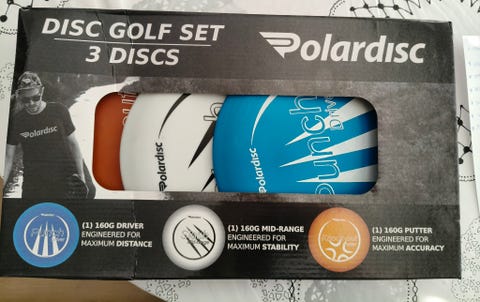 DISC GOLF SET
3 DISCS
Polardisc
Polardisc
Polardisc
Polardisc
punch
DRIVER
(1) 160G DRIVER
ENGINEERED FOR
MAXIMUM DISTANCE
(1) 160G MID-RANGE
ENGINEERED FOR
MAXIMUM STABILITY
(1) 160G PUTTER
ENGINEERED FOR
MAXIMUM ACCURACY